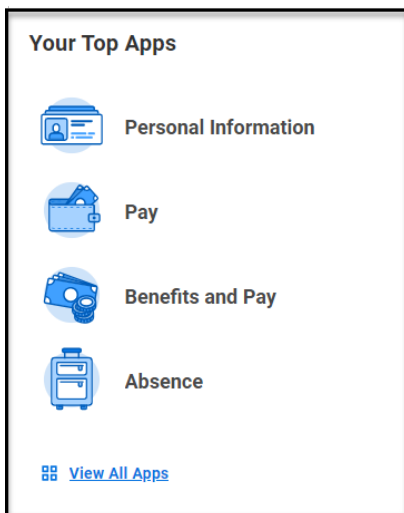 Your Top Apps
Personal Information
Pay
Benefits and Pay
Absence
View All Apps